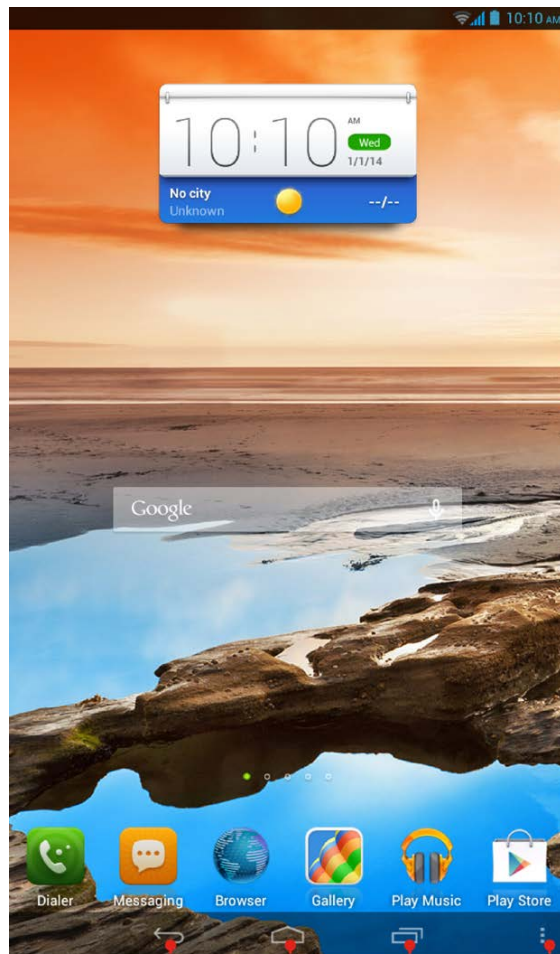 10:10 AM
10:10
AM
Wed
1/1/14
No city
Unknown
--/--
Google
Dialer
Messaging
Browser
Gallery
Play Music
Play Store